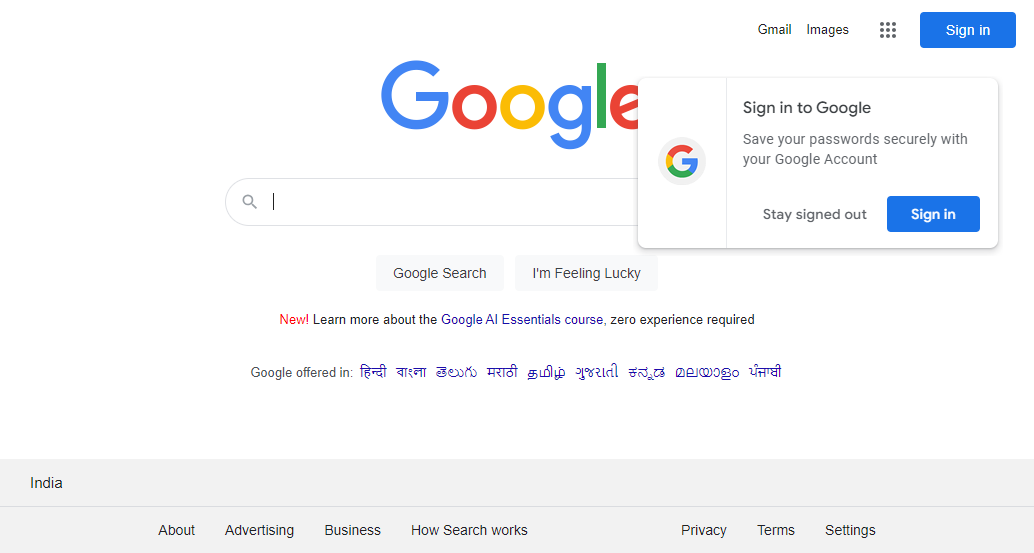 Gmail Images Sign in
Google
Sign in to Google
Save your passwords securely with
your Google Account
Stay signed out Sign in
Google Search I'm Feeling Lucky
New! Learn more about the Google AI Essentials course, zero experience required
Google offered in: हिन्दी বাংলা తెలుగు मराठी தமிழ் ગુજરાતી ಕನ್ನಡ മലയാളം ਪੰਜਾਬੀ
India
About Advertising Business How Search works Privacy Terms Settings